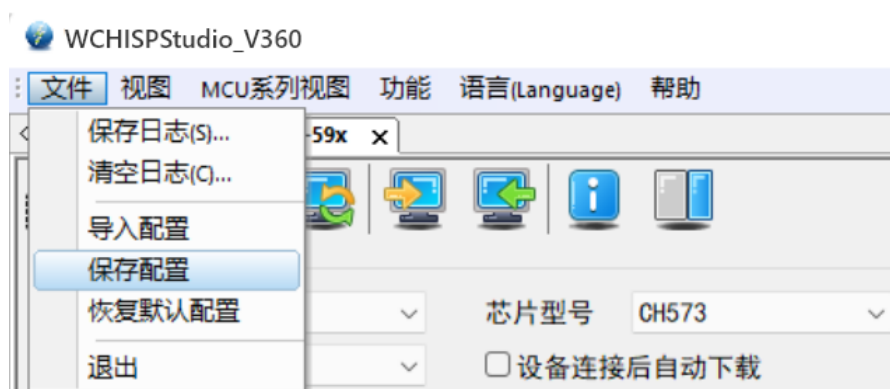 WCHISPStudio_V360
文件 视图 MCU系列视图 功能 语言(Language) 帮助
保存日志(S)... -59x
清空日志(C)...
导入配置
保存配置
恢复默认配置 芯片型号 CH573
退出 设备连接后自动下载